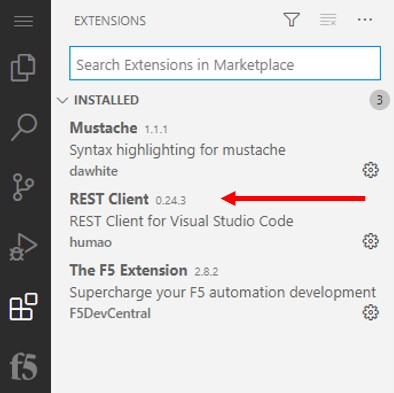 EXTENSIONS
Search Extensions in Marketplace
INSTALLED 3
Mustache 1.1.1
Syntax highlighting for mustache
dawhite
REST Client 0.24.3
REST Client for Visual Studio Code
humao
The F5 Extension 2.8.2
Supercharge your F5 automation development
F5DevCentral
f5